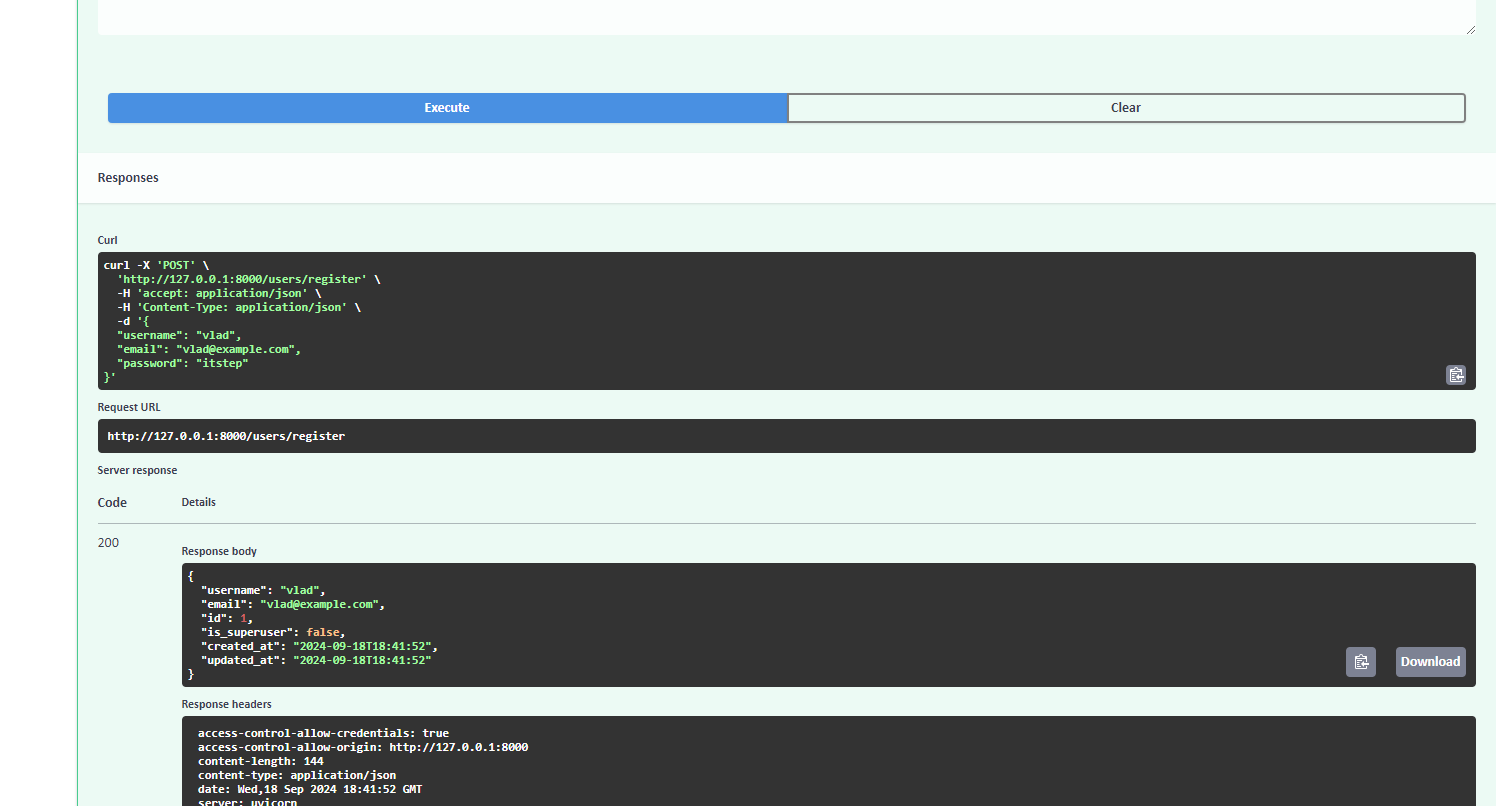 Execute
Clear
Responses
Curl
curl -X 'POST' \
'http://127.0.0.1:8000/users/register' \
-H 'accept: application/json' \
-H 'Content-Type: application/json' \
-d '{
"username": "vlad",
"email": "vlad@example.com",
"password": "itstep"
}'
Request URL
http://127.0.0.1:8000/users/register
Server response
Code Details
200
Response body
{
"username": "vlad",
"email": "vlad@example.com",
"id": 1,
"is_superuser": false,
"created_at": "2024-09-18T18:41:52",
"updated_at": "2024-09-18T18:41:52"
}
Download
Response headers
access-control-allow-credentials: true
access-control-allow-origin: http://127.0.0.1:8000
content-length: 144
content-type: application/json
date: Wed,18 Sep 2024 18:41:52 GMT
server: uvicorn